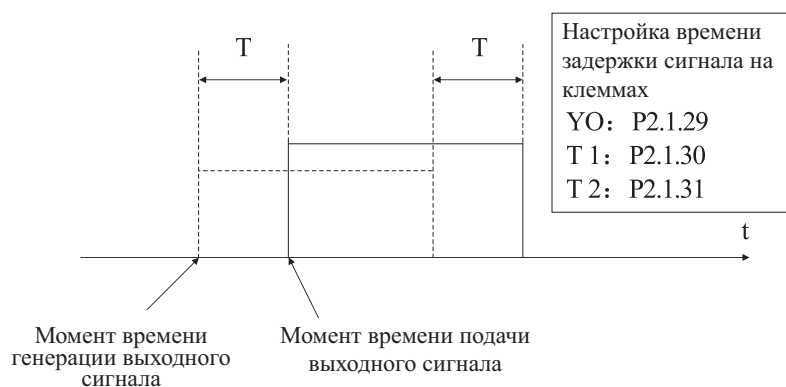 T
T
Настройка времени
задержки сигнала на
клеммах
YO： P2.1.29
T 1： P2.1.30
T 2： P2.1.31
t
Момент времени
генерации выходного
сигнала
Момент времени подачи
выходного сигнала